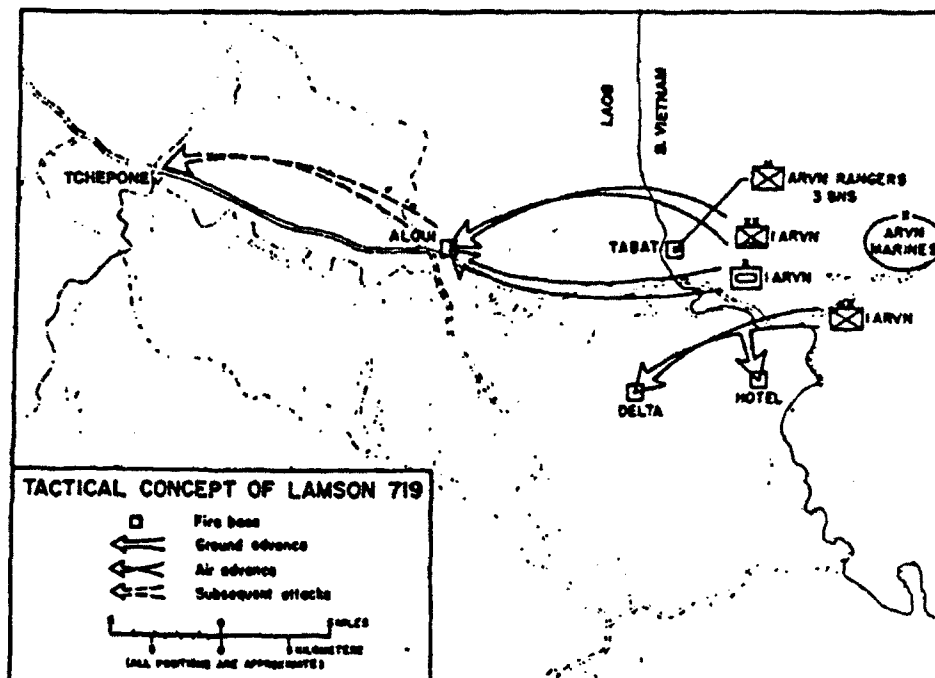 LAOS
S. VIETNAM
TCHEPONE
ALOUI
TABAT
ARVN RANGERS
3 BNS
I ARVN
ARVN
MARINES
I ARVN
I ARVN
DELTA
HOTEL
TACTICAL CONCEPT OF LAMSON 719
Fire base
Ground advance
Air advance
Subsequent attacks
MILES
KILOMETERS
(ALL POSITIONS ARE APPROXIMATE)